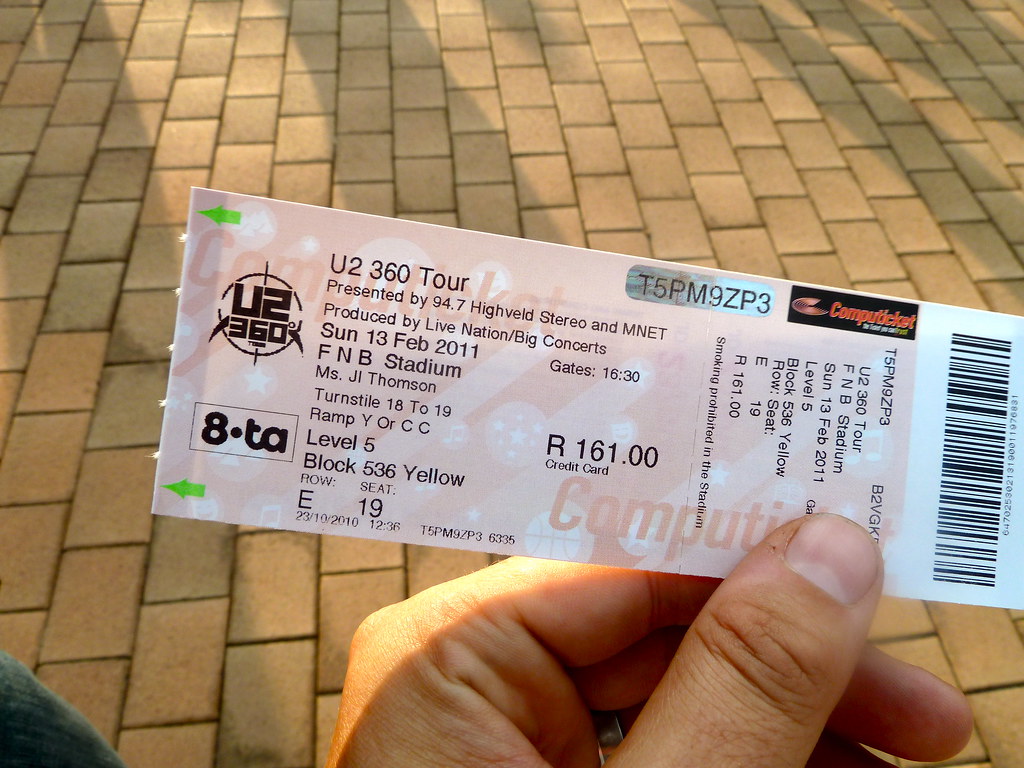 U2 360 Tour
Presented by 94.7 Highveld Stereo and MNET
Produced by Live Nation/Big Concerts
Sun 13 Feb 2011
F N B Stadium
Gates: 16:30
Ms. JI Thomson
Turnstile 18 To 19
Ramp Y Or C C
Level 5
Block 536 Yellow
ROW: SEAT:
E 19
23/10/2010 12:36 T5PM9ZP3 6335
R 161.00
Credit Card
U2
360°
TOUR
8•ta
Computicket
Computicket
T5PM9ZP3
Computicket
T5PM9ZP3
U2 360 Tour
F N B Stadium
Sun 13 Feb 2011
Level 5
Block 536 Yellow
Row: Seat:
E 19
R 161.00
Smoking prohibited in the Stadium